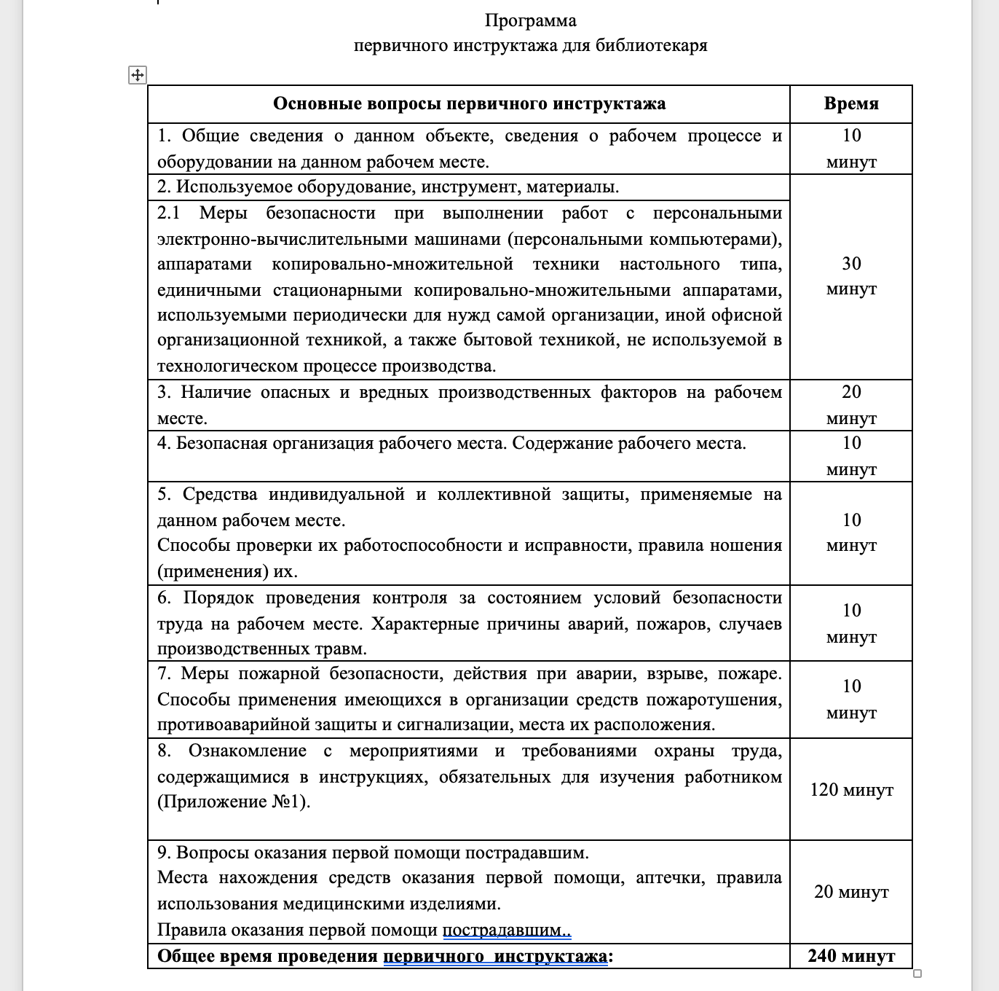 Программа
первичного инструктажа для библиотекаря
Основные вопросы первичного инструктажа
Время
1. Общие сведения о данном объекте, сведения о рабочем процессе и
оборудовании на данном рабочем месте.
10
минут
2. Используемое оборудование, инструмент, материалы.
2.1 Меры безопасности при выполнении работ с персональными
электронно-вычислительными машинами (персональными компьютерами),
аппаратами копировально-множительной техники настольного типа,
единичными стационарными копировально-множительными аппаратами,
используемыми периодически для нужд самой организации, иной офисной
организационной техникой, а также бытовой техникой, не используемой в
технологическом процессе производства.
30
минут
3. Наличие опасных и вредных производственных факторов на рабочем
месте.
20
минут
4. Безопасная организация рабочего места. Содержание рабочего места.
10
минут
5. Средства индивидуальной и коллективной защиты, применяемые на
данном рабочем месте.
Способы проверки их работоспособности и исправности, правила ношения
(применения) их.
10
минут
6. Порядок проведения контроля за состоянием условий безопасности
труда на рабочем месте. Характерные причины аварий, пожаров, случаев
производственных травм.
10
минут
7. Меры пожарной безопасности, действия при аварии, взрыве, пожаре.
Способы применения имеющихся в организации средств пожаротушения,
противоаварийной защиты и сигнализации, места их расположения.
10
минут
8. Ознакомление с мероприятиями и требованиями охраны труда,
содержащимися в инструкциях, обязательных для изучения работником
(Приложение №1).
120 минут
9. Вопросы оказания первой помощи пострадавшим.
Места нахождения средств оказания первой помощи, аптечки, правила
использования медицинскими изделиями.
Правила оказания первой помощи пострадавшим..
20 минут
Общее время проведения первичного инструктажа:
240 минут